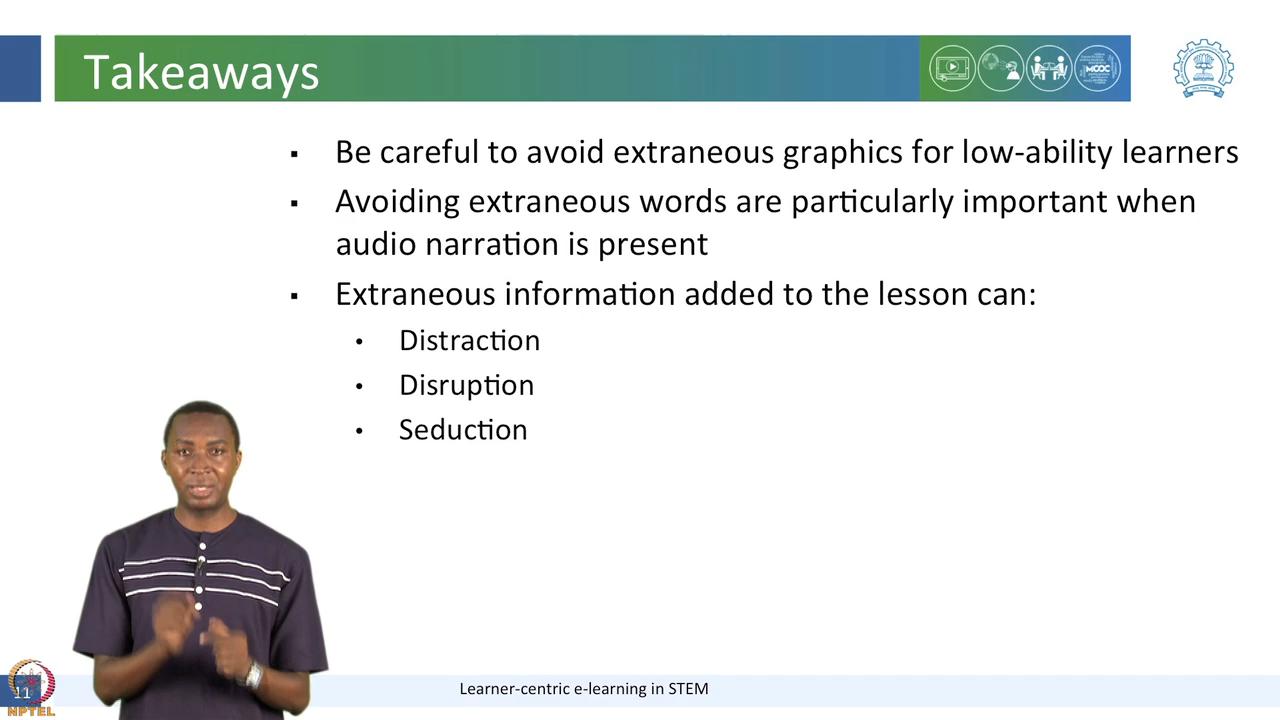 Takeaways
MOOC
▪ Be careful to avoid extraneous graphics for low-ability learners
▪ Avoiding extraneous words are particularly important when
audio narration is present
▪ Extraneous information added to the lesson can:
• Distraction
• Disruption
• Seduction
11
NPTEL
Learner-centric e-learning in STEM